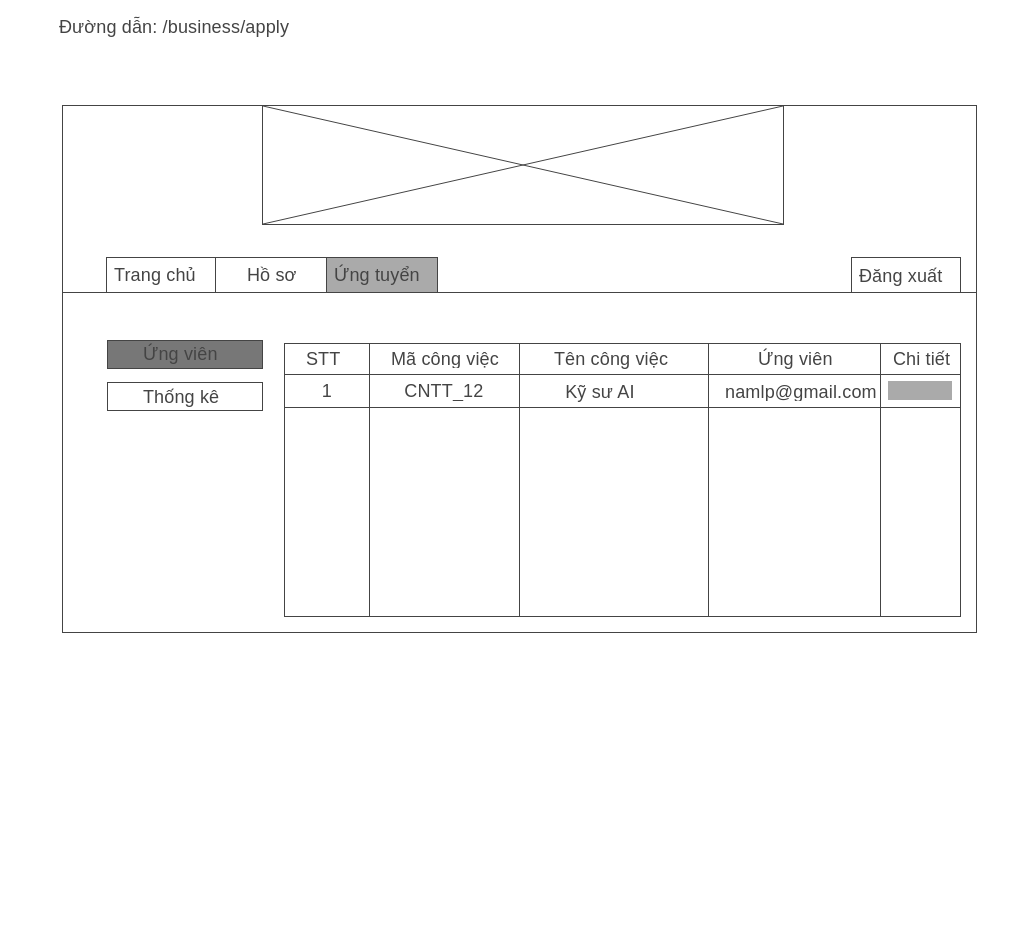 Đường dẫn: /business/apply
Trang chủ Hồ sơ Ứng tuyển Đăng xuất
Ứng viên
Thống kê
STT Mã công việc Tên công việc Ứng viên Chi tiết
1 CNTT_12 Kỹ sư AI namlp@gmail.com